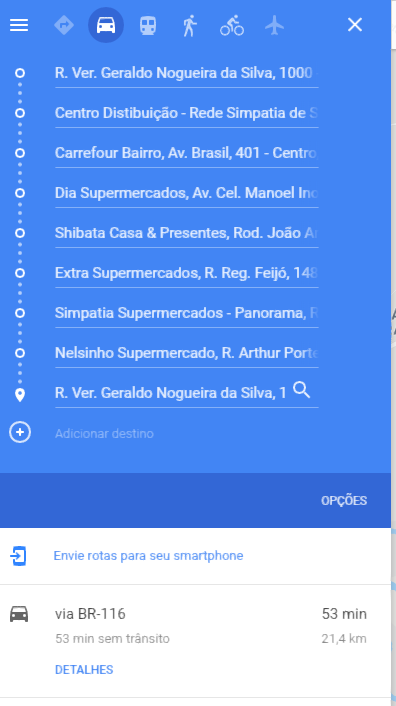 R. Ver. Geraldo Nogueira da Silva, 1000
Centro Distibuição - Rede Simpatia de S
Carrefour Bairro, Av. Brasil, 401 - Centro
Dia Supermercados, Av. Cel. Manoel Ino
Shibata Casa & Presentes, Rod. João A
Extra Supermercados, R. Reg. Feijó, 148
Simpatia Supermercados - Panorama, R
Nelsinho Supermercado, R. Arthur Porte
R. Ver. Geraldo Nogueira da Silva, 1
Adicionar destino
OPÇÕES
Envie rotas para seu smartphone
via BR-116 53 min
53 min sem trânsito 21,4 km
DETALHES